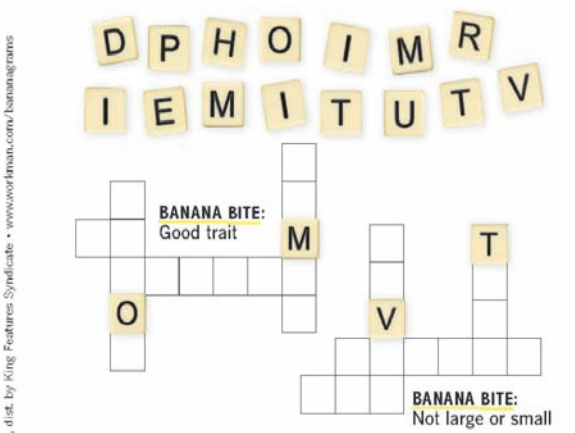 D P H O I M R
I E M I T U T V
BANANA BITE:
Good trait
M
T
O
V
BANANA BITE:
Not large or small
, dist. by King Features Syndicate • www.workman.com/bananagrams